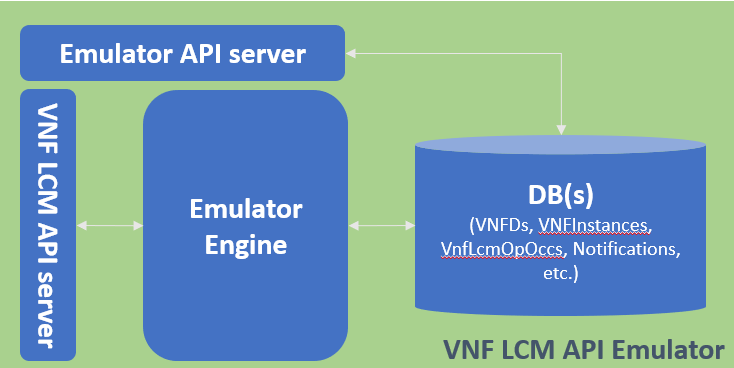 Emulator API server
VNF LCM API server
Emulator
Engine
DB(s)
(VNFDs, VNFInstances,
VnfLcmOpOccs, Notifications,
etc.)
VNF LCM API Emulator